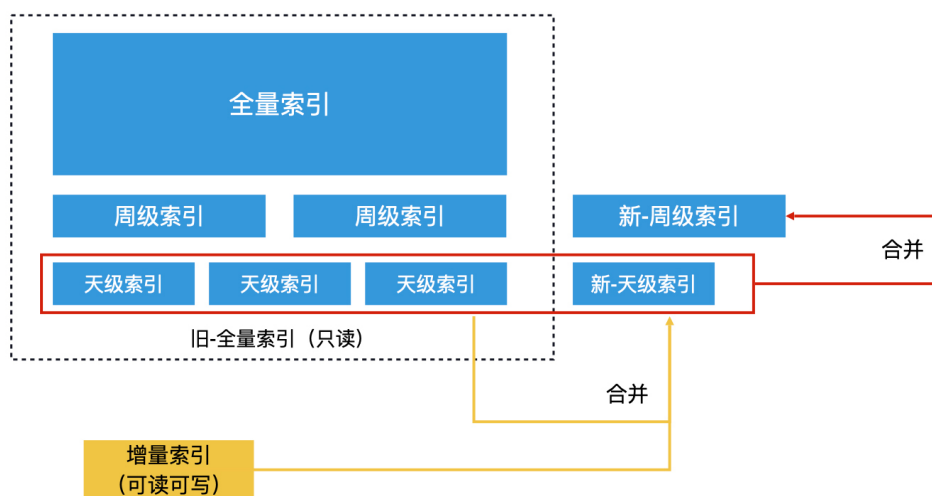 全量索引
周级索引
周级索引
新-周级索引
合并
天级索引
天级索引
天级索引
新-天级索引
旧-全量索引（只读）
合并
增量索引
（可读可写）